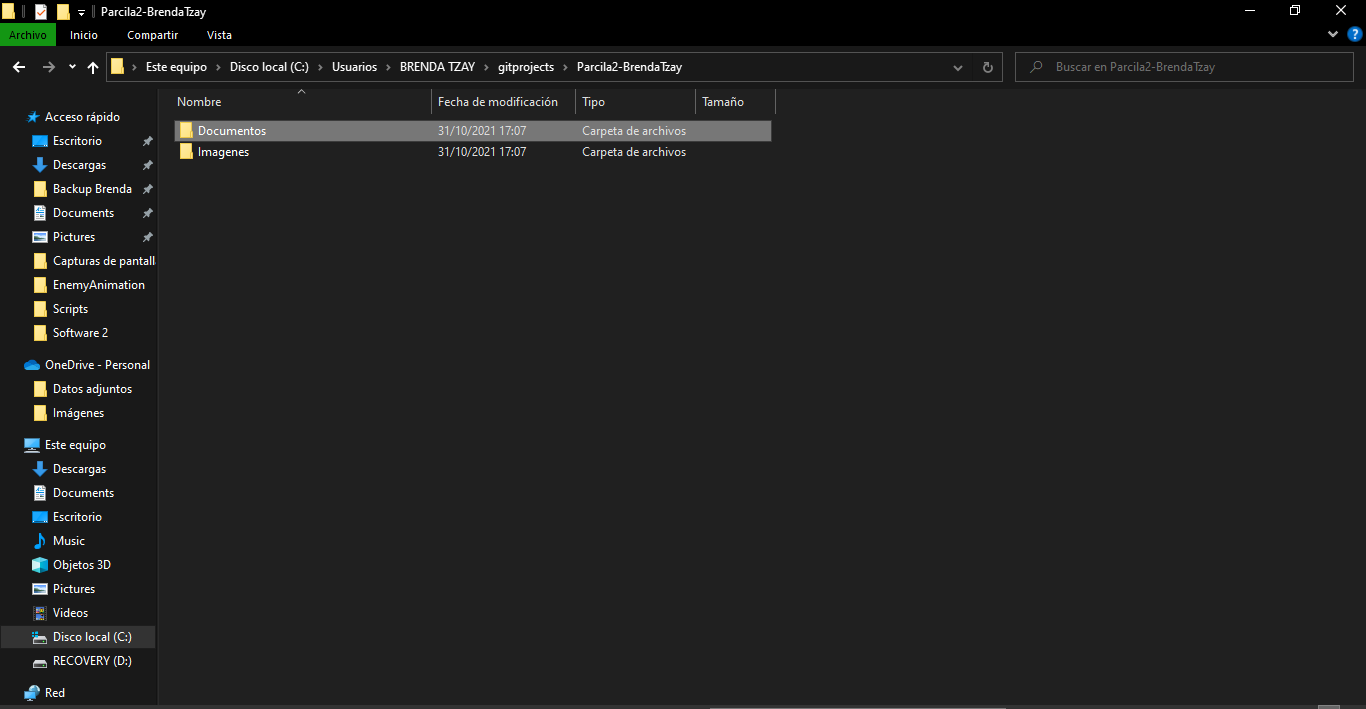 Parcila2-BrendaTzay
Archivo Inicio Compartir Vista
Este equipo Disco local (C:) Usuarios BRENDA TZAY gitprojects Parcila2-BrendaTzay Buscar en Parcila2-BrendaTzay
Nombre Fecha de modificación Tipo Tamaño
Documentos 31/10/2021 17:07 Carpeta de archivos
Imagenes 31/10/2021 17:07 Carpeta de archivos
Acceso rápido
Escritorio
Descargas
Backup Brenda
Documents
Pictures
Capturas de pantall
EnemyAnimation
Scripts
Software 2
OneDrive - Personal
Datos adjuntos
Imágenes
Este equipo
Descargas
Documents
Escritorio
Music
Objetos 3D
Pictures
Videos
Disco local (C:)
RECOVERY (D:)
Red